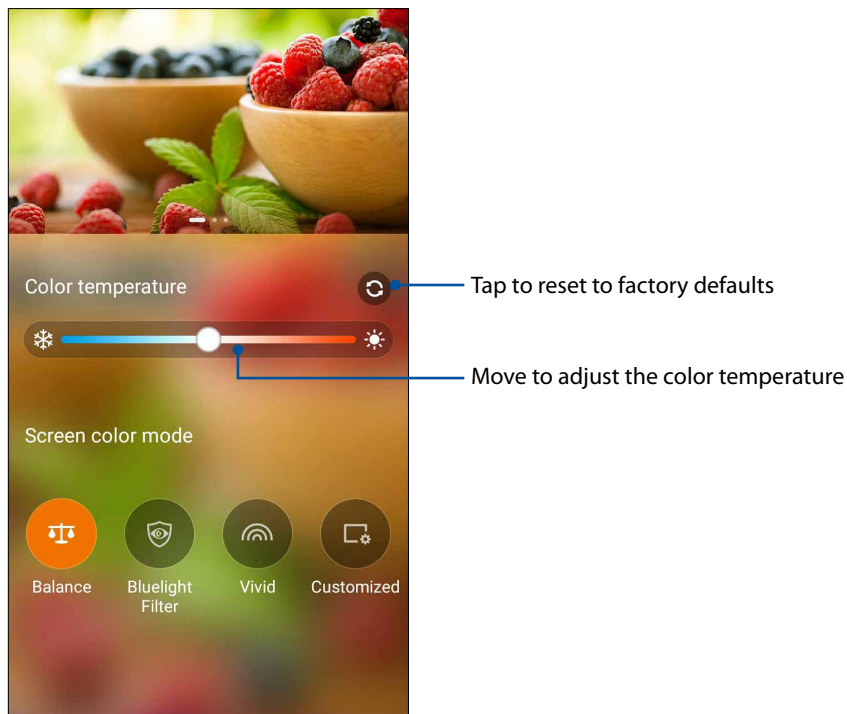 Color temperature
Tap to reset to factory defaults
Move to adjust the color temperature
Screen color mode
Balance
Bluelight
Filter
Vivid
Customized